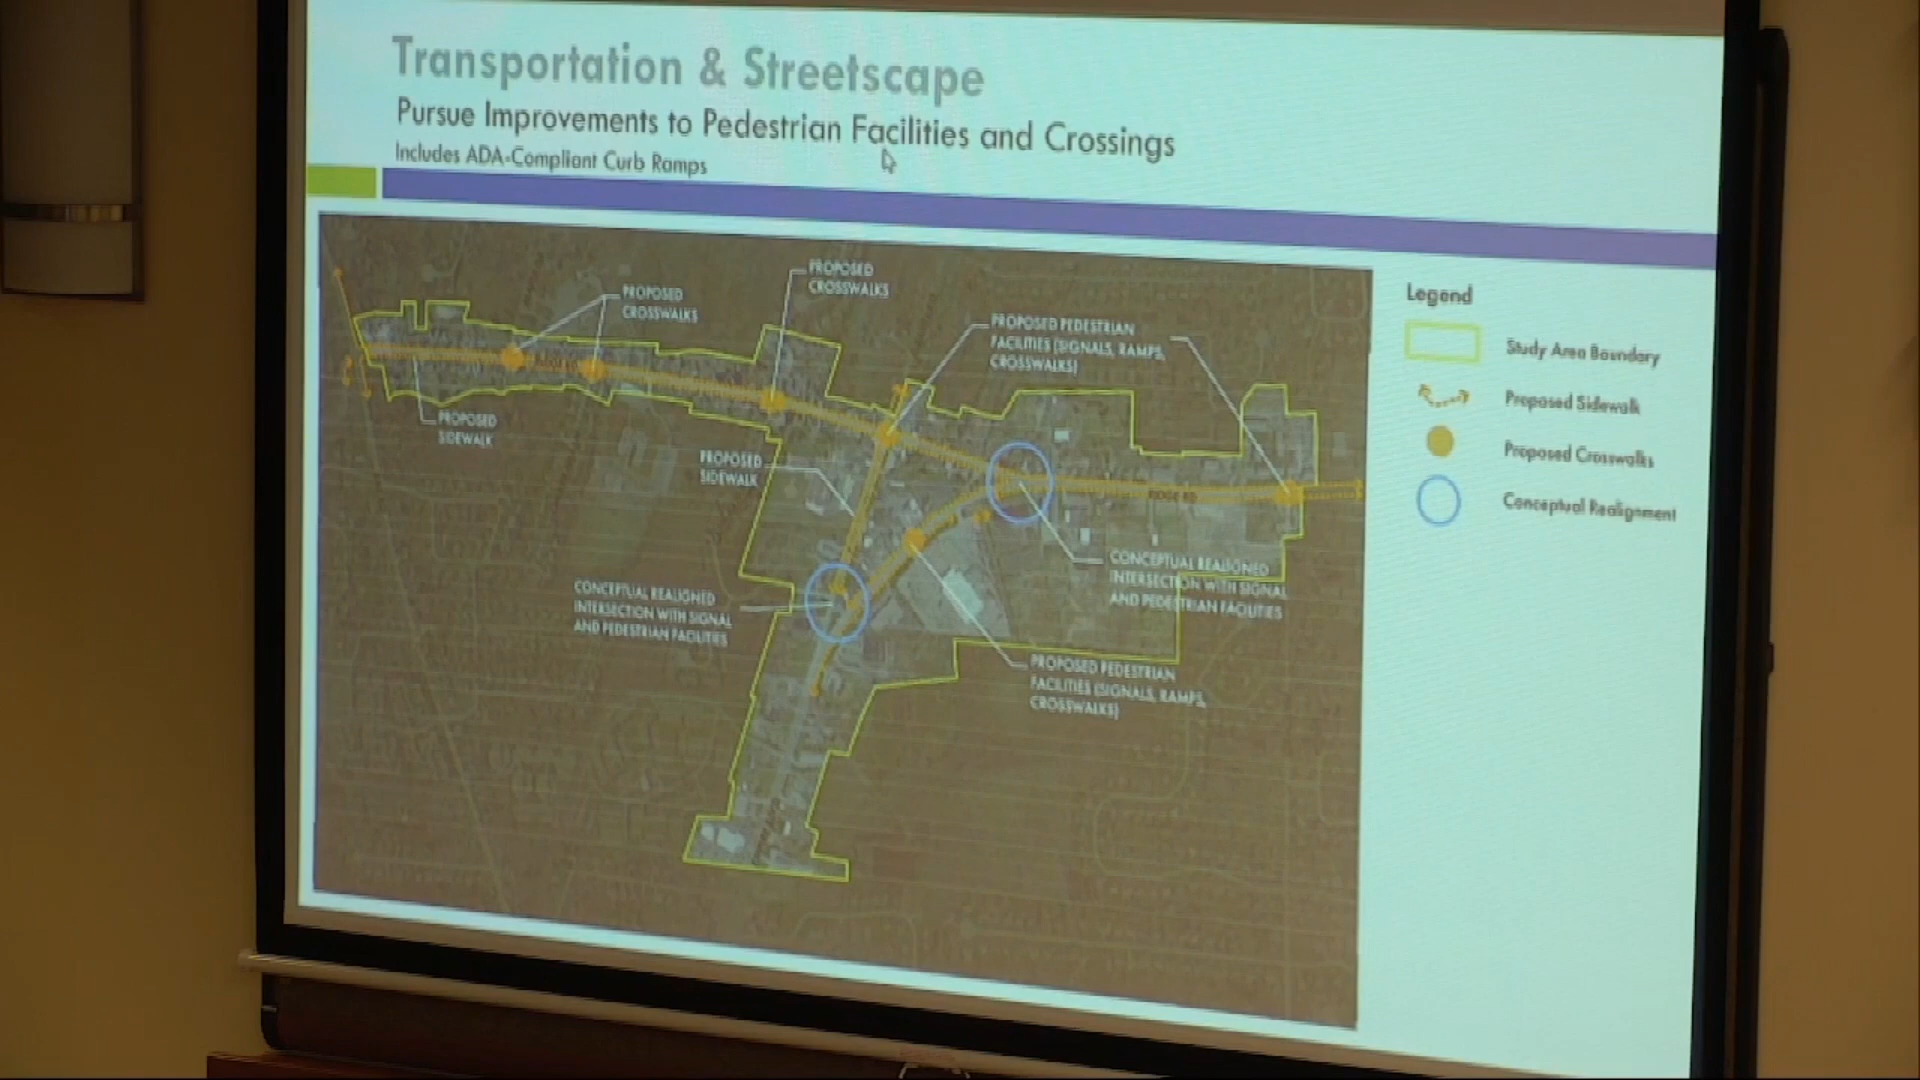 Transportation & Streetscape
Pursue Improvements to Pedestrian Facilities and Crossings
Includes ADA-Compliant Curb Ramps
PROPOSED
CROSSWALKS
PROPOSED
CROSSWALKS
PROPOSED PEDESTRIAN
FACILITIES (SIGNALS, RAMPS,
CROSSWALKS)
PROPOSED
SIDEWALK
PROPOSED
SIDEWALK
RIDGE RD
CONCEPTUAL REALIGNED
INTERSECTION WITH SIGNAL
AND PEDESTRIAN FACILITIES
CONCEPTUAL REALIGNED
INTERSECTION WITH SIGNAL
AND PEDESTRIAN FACILITIES
PROPOSED PEDESTRIAN
FACILITIES (SIGNALS, RAMPS,
CROSSWALKS)
Legend
Study Area Boundary
Proposed Sidewalk
Proposed Crosswalks
Conceptual Realignment